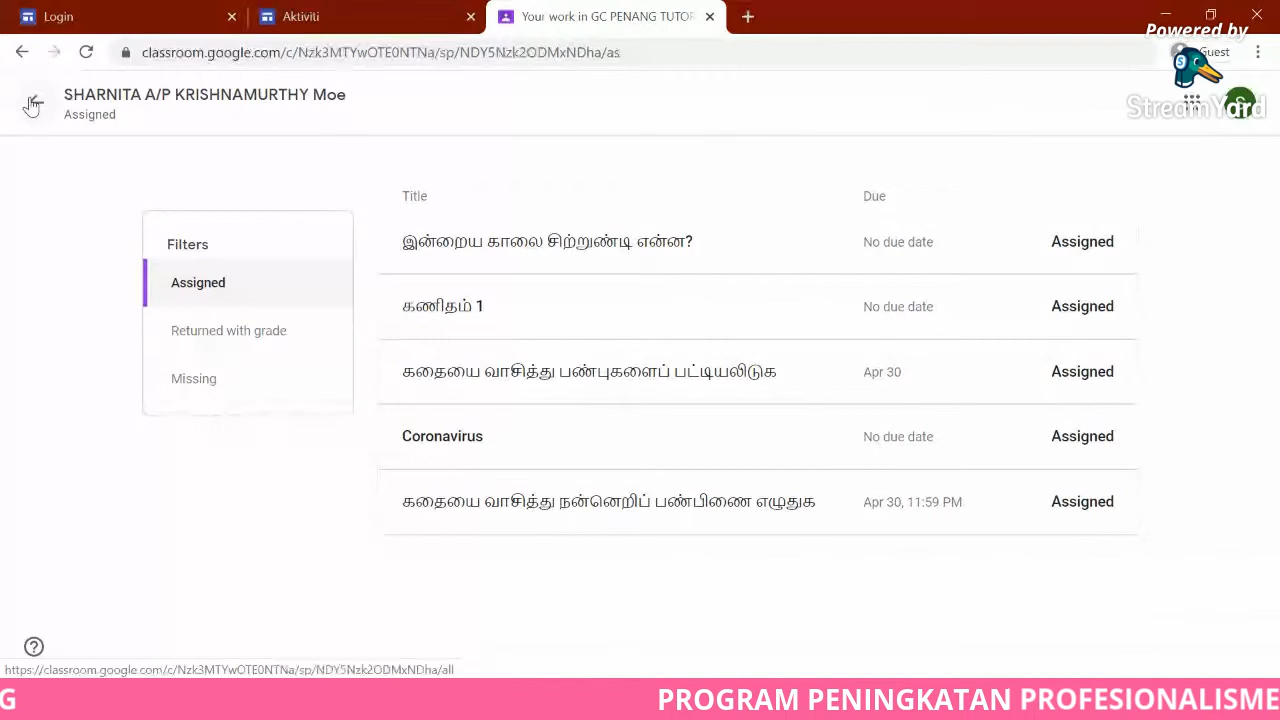 Login
Aktiviti
Your work in GC PENANG TUTOR
Powered by
classroom.google.com/c/Nzk3MTYwOTE0NTNa/sp/NDY5Nzk2ODMxNDha/as
Guest
SHARNITA A/P KRISHNAMURTHY Moe
StreamYard
Assigned
Title
Due
Filters
இன்றைய காலை சிற்றுண்டி என்ன?
No due date
Assigned
Assigned
கணிதம் 1
No due date
Assigned
Returned with grade
கதையை வாசித்து பண்புகளைப் பட்டியலிடுக
Apr 30
Assigned
Missing
Coronavirus
No due date
Assigned
கதையை வாசித்து நன்னெறிப் பண்பிணை எழுதுக
Apr 30, 11:59 PM
Assigned
https://classroom.google.com/c/Nzk3MTYwOTE0NTNa/sp/NDY5Nzk2ODMxNDha/all
G PROGRAM PENINGKATAN PROFESIONALISME